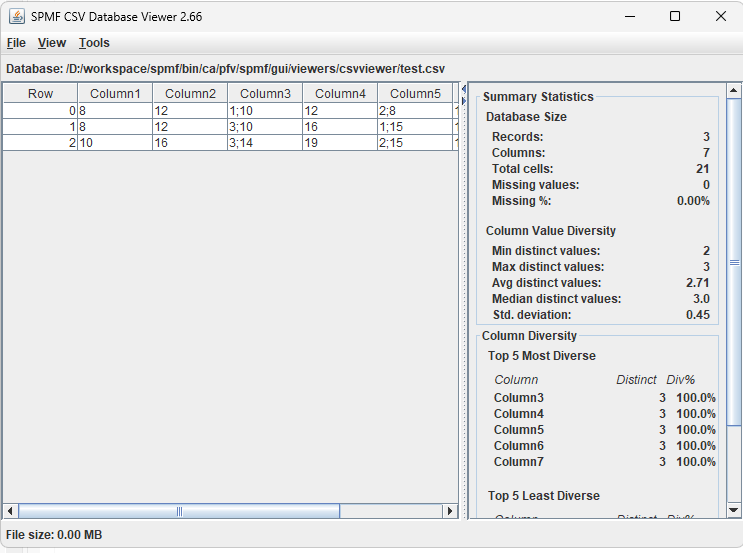 SPMF CSV Database Viewer 2.66
File View Tools
Database: /D:/workspace/spmf/bin/ca/pfv/spmf/gui/viewers/csvviewer/test.csv
Row Column1 Column2 Column3 Column4 Column5
0 8 12 1;10 12 2;8
1 8 12 3;10 16 1;15
2 10 16 3;14 19 2;15
Summary Statistics
Database Size
Records: 3
Columns: 7
Total cells: 21
Missing values: 0
Missing %: 0.00%
Column Value Diversity
Min distinct values: 2
Max distinct values: 3
Avg distinct values: 2.71
Median distinct values: 3.0
Std. deviation: 0.45
Column Diversity
Top 5 Most Diverse
Column Distinct Div%
Column3 3 100.0%
Column4 3 100.0%
Column5 3 100.0%
Column6 3 100.0%
Column7 3 100.0%
Top 5 Least Diverse
File size: 0.00 MB